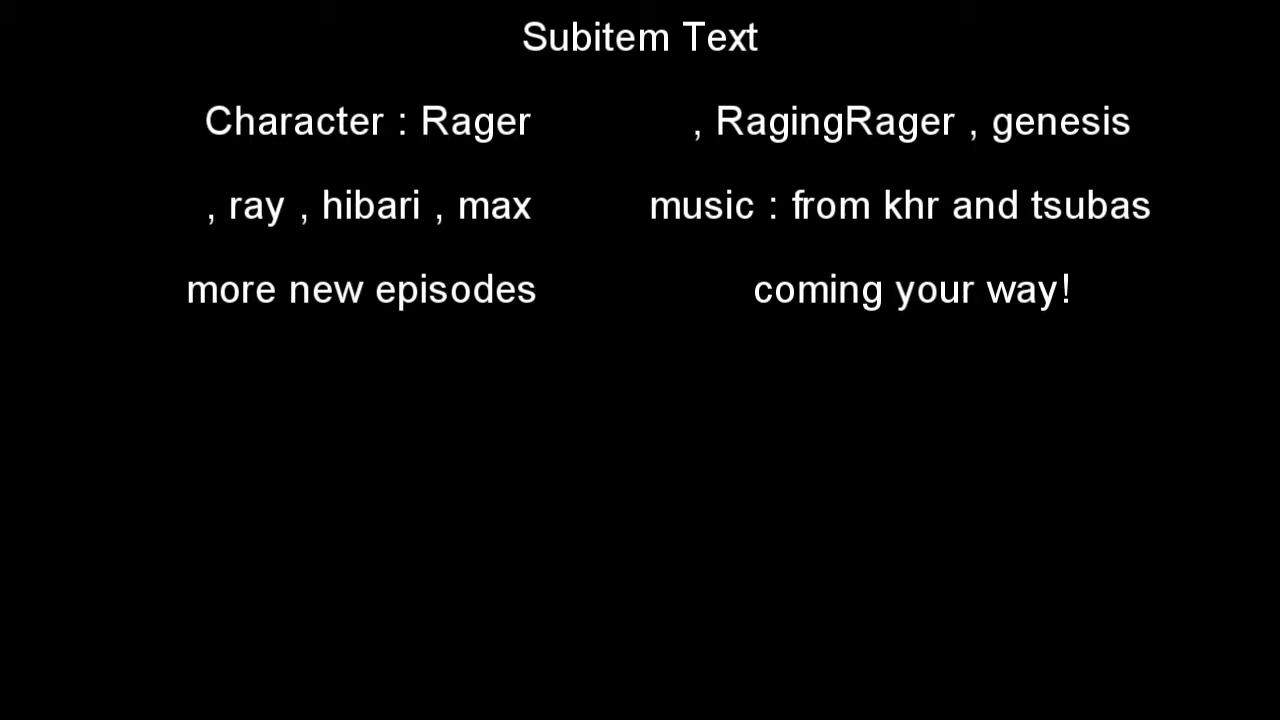 Subitem Text
Character : Rager , RagingRager , genesis
, ray , hibari , max music : from khr and tsubas
more new episodes coming your way!